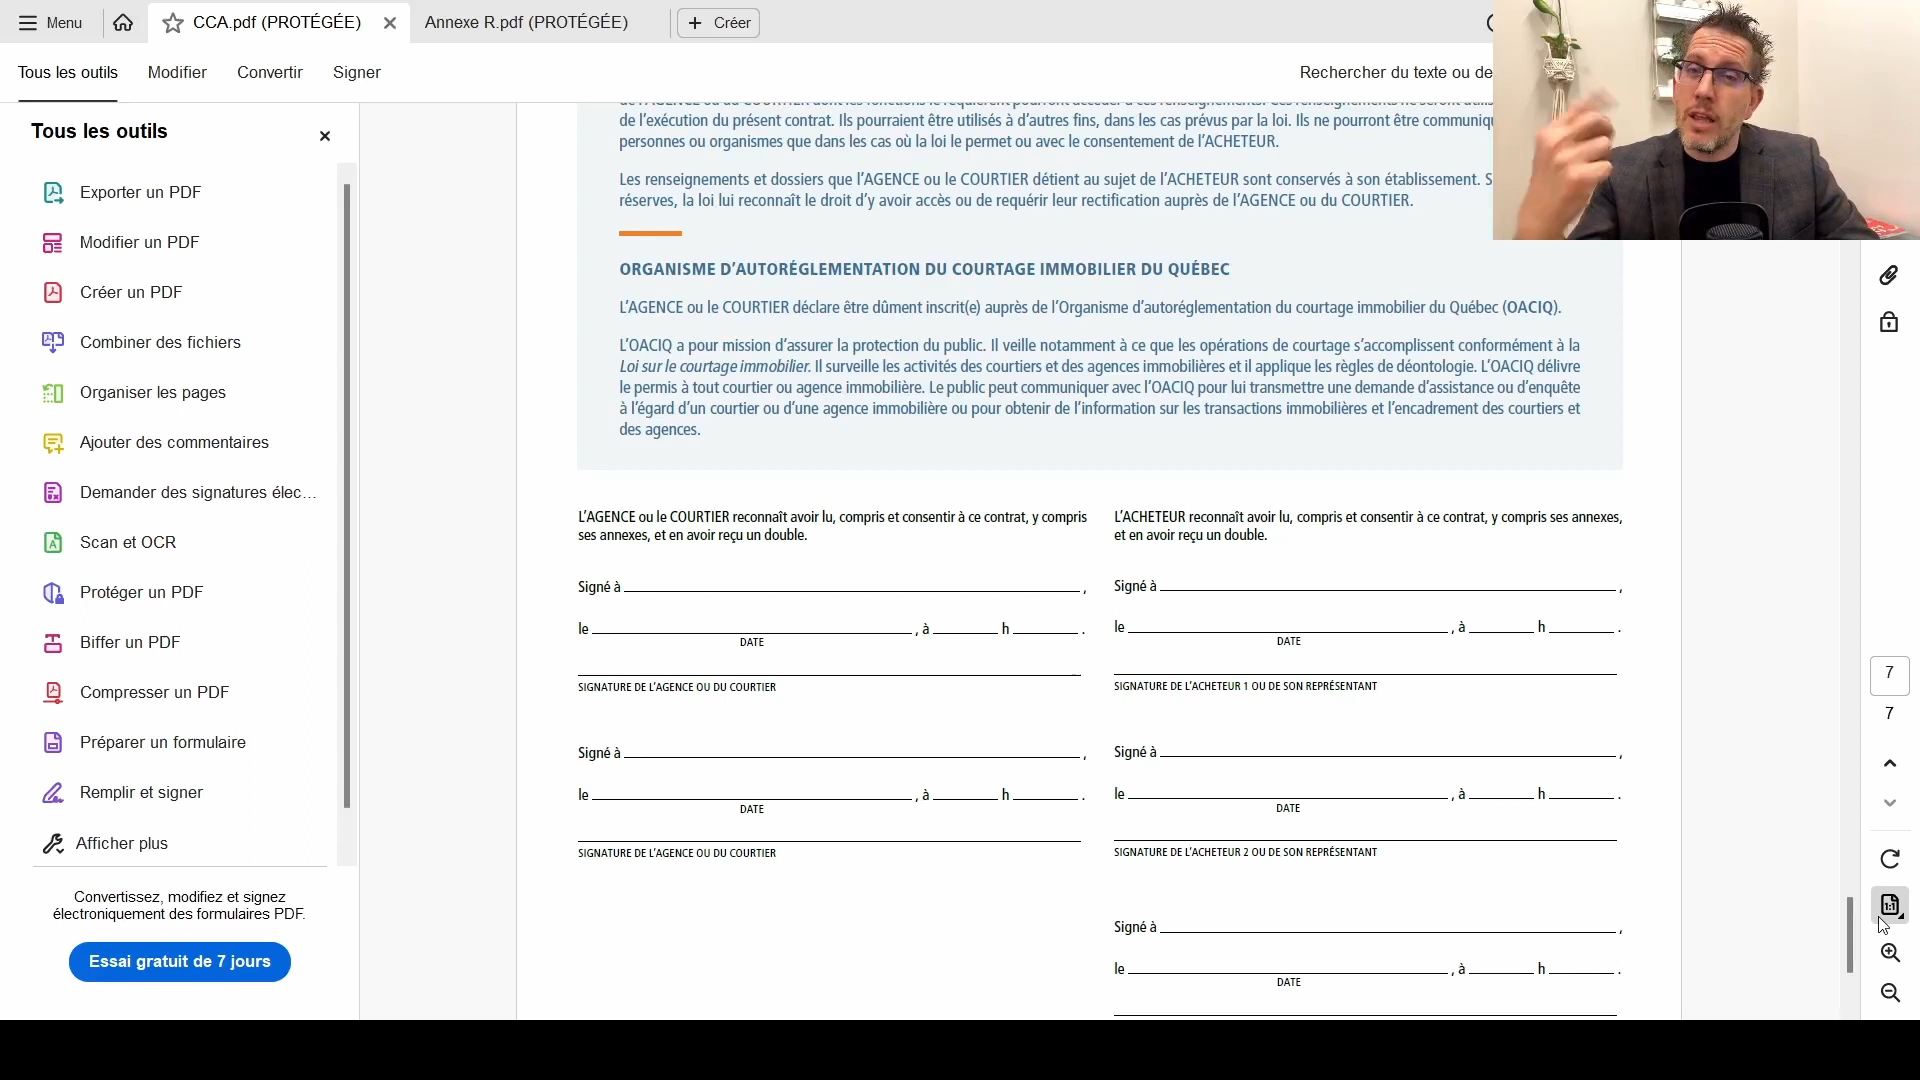 Menu
CCA.pdf (PROTÉGÉE)
Annexe R.pdf (PROTÉGÉE)
Créer
Tous les outils
Modifier
Convertir
Signer
Rechercher du texte ou de
Tous les outils
Exporter un PDF
Modifier un PDF
Créer un PDF
Combiner des fichiers
Organiser les pages
Ajouter des commentaires
Demander des signatures élec...
Scan et OCR
Protéger un PDF
Biffer un PDF
Compresser un PDF
Préparer un formulaire
Remplir et signer
Afficher plus
Convertissez, modifiez et signez
électroniquement des formulaires PDF.
Essai gratuit de 7 jours
de l'exécution du présent contrat. Ils pourraient être utilisés à d'autres fins, dans les cas prévus par la loi. Ils ne pourront être communiqu
personnes ou organismes que dans les cas où la loi le permet ou avec le consentement de l'ACHETEUR.
Les renseignements et dossiers que l'AGENCE ou le COURTIER détient au sujet de l'ACHETEUR sont conservés à son établissement. S
réserves, la loi lui reconnaît le droit d'y avoir accès ou de requérir leur rectification auprès de l'AGENCE ou du COURTIER.
ORGANISME D'AUTORÉGLEMENTATION DU COURTAGE IMMOBILIER DU QUÉBEC
L'AGENCE ou le COURTIER déclare être dûment inscrit(e) auprès de l'Organisme d'autoréglementation du courtage immobilier du Québec (OACIQ).
L'OACIQ a pour mission d'assurer la protection du public. Il veille notamment à ce que les opérations de courtage s'accomplissent conformément à la
Loi sur le courtage immobilier. Il surveille les activités des courtiers et des agences immobilières et il applique les règles de déontologie. L'OACIQ délivre
le permis à tout courtier ou agence immobilière. Le public peut communiquer avec l'OACIQ pour lui transmettre une demande d'assistance ou d'enquête
à l'égard d'un courtier ou d'une agence immobilière ou pour obtenir de l'information sur les transactions immobilières et l'encadrement des courtiers et
des agences.
L'AGENCE ou le COURTIER reconnaît avoir lu, compris et consentir à ce contrat, y compris
ses annexes, et en avoir reçu un double.
Signé à ,
le , à h .
DATE
SIGNATURE DE L'AGENCE OU DU COURTIER
Signé à ,
le , à h .
DATE
SIGNATURE DE L'AGENCE OU DU COURTIER
L'ACHETEUR reconnaît avoir lu, compris et consentir à ce contrat, y compris ses annexes,
et en avoir reçu un double.
Signé à ,
le , à h .
DATE
SIGNATURE DE L'ACHETEUR 1 OU DE SON REPRÉSENTANT
Signé à ,
le , à h .
DATE
SIGNATURE DE L'ACHETEUR 2 OU DE SON REPRÉSENTANT
Signé à ,
le , à h .
DATE
7
7
1:1